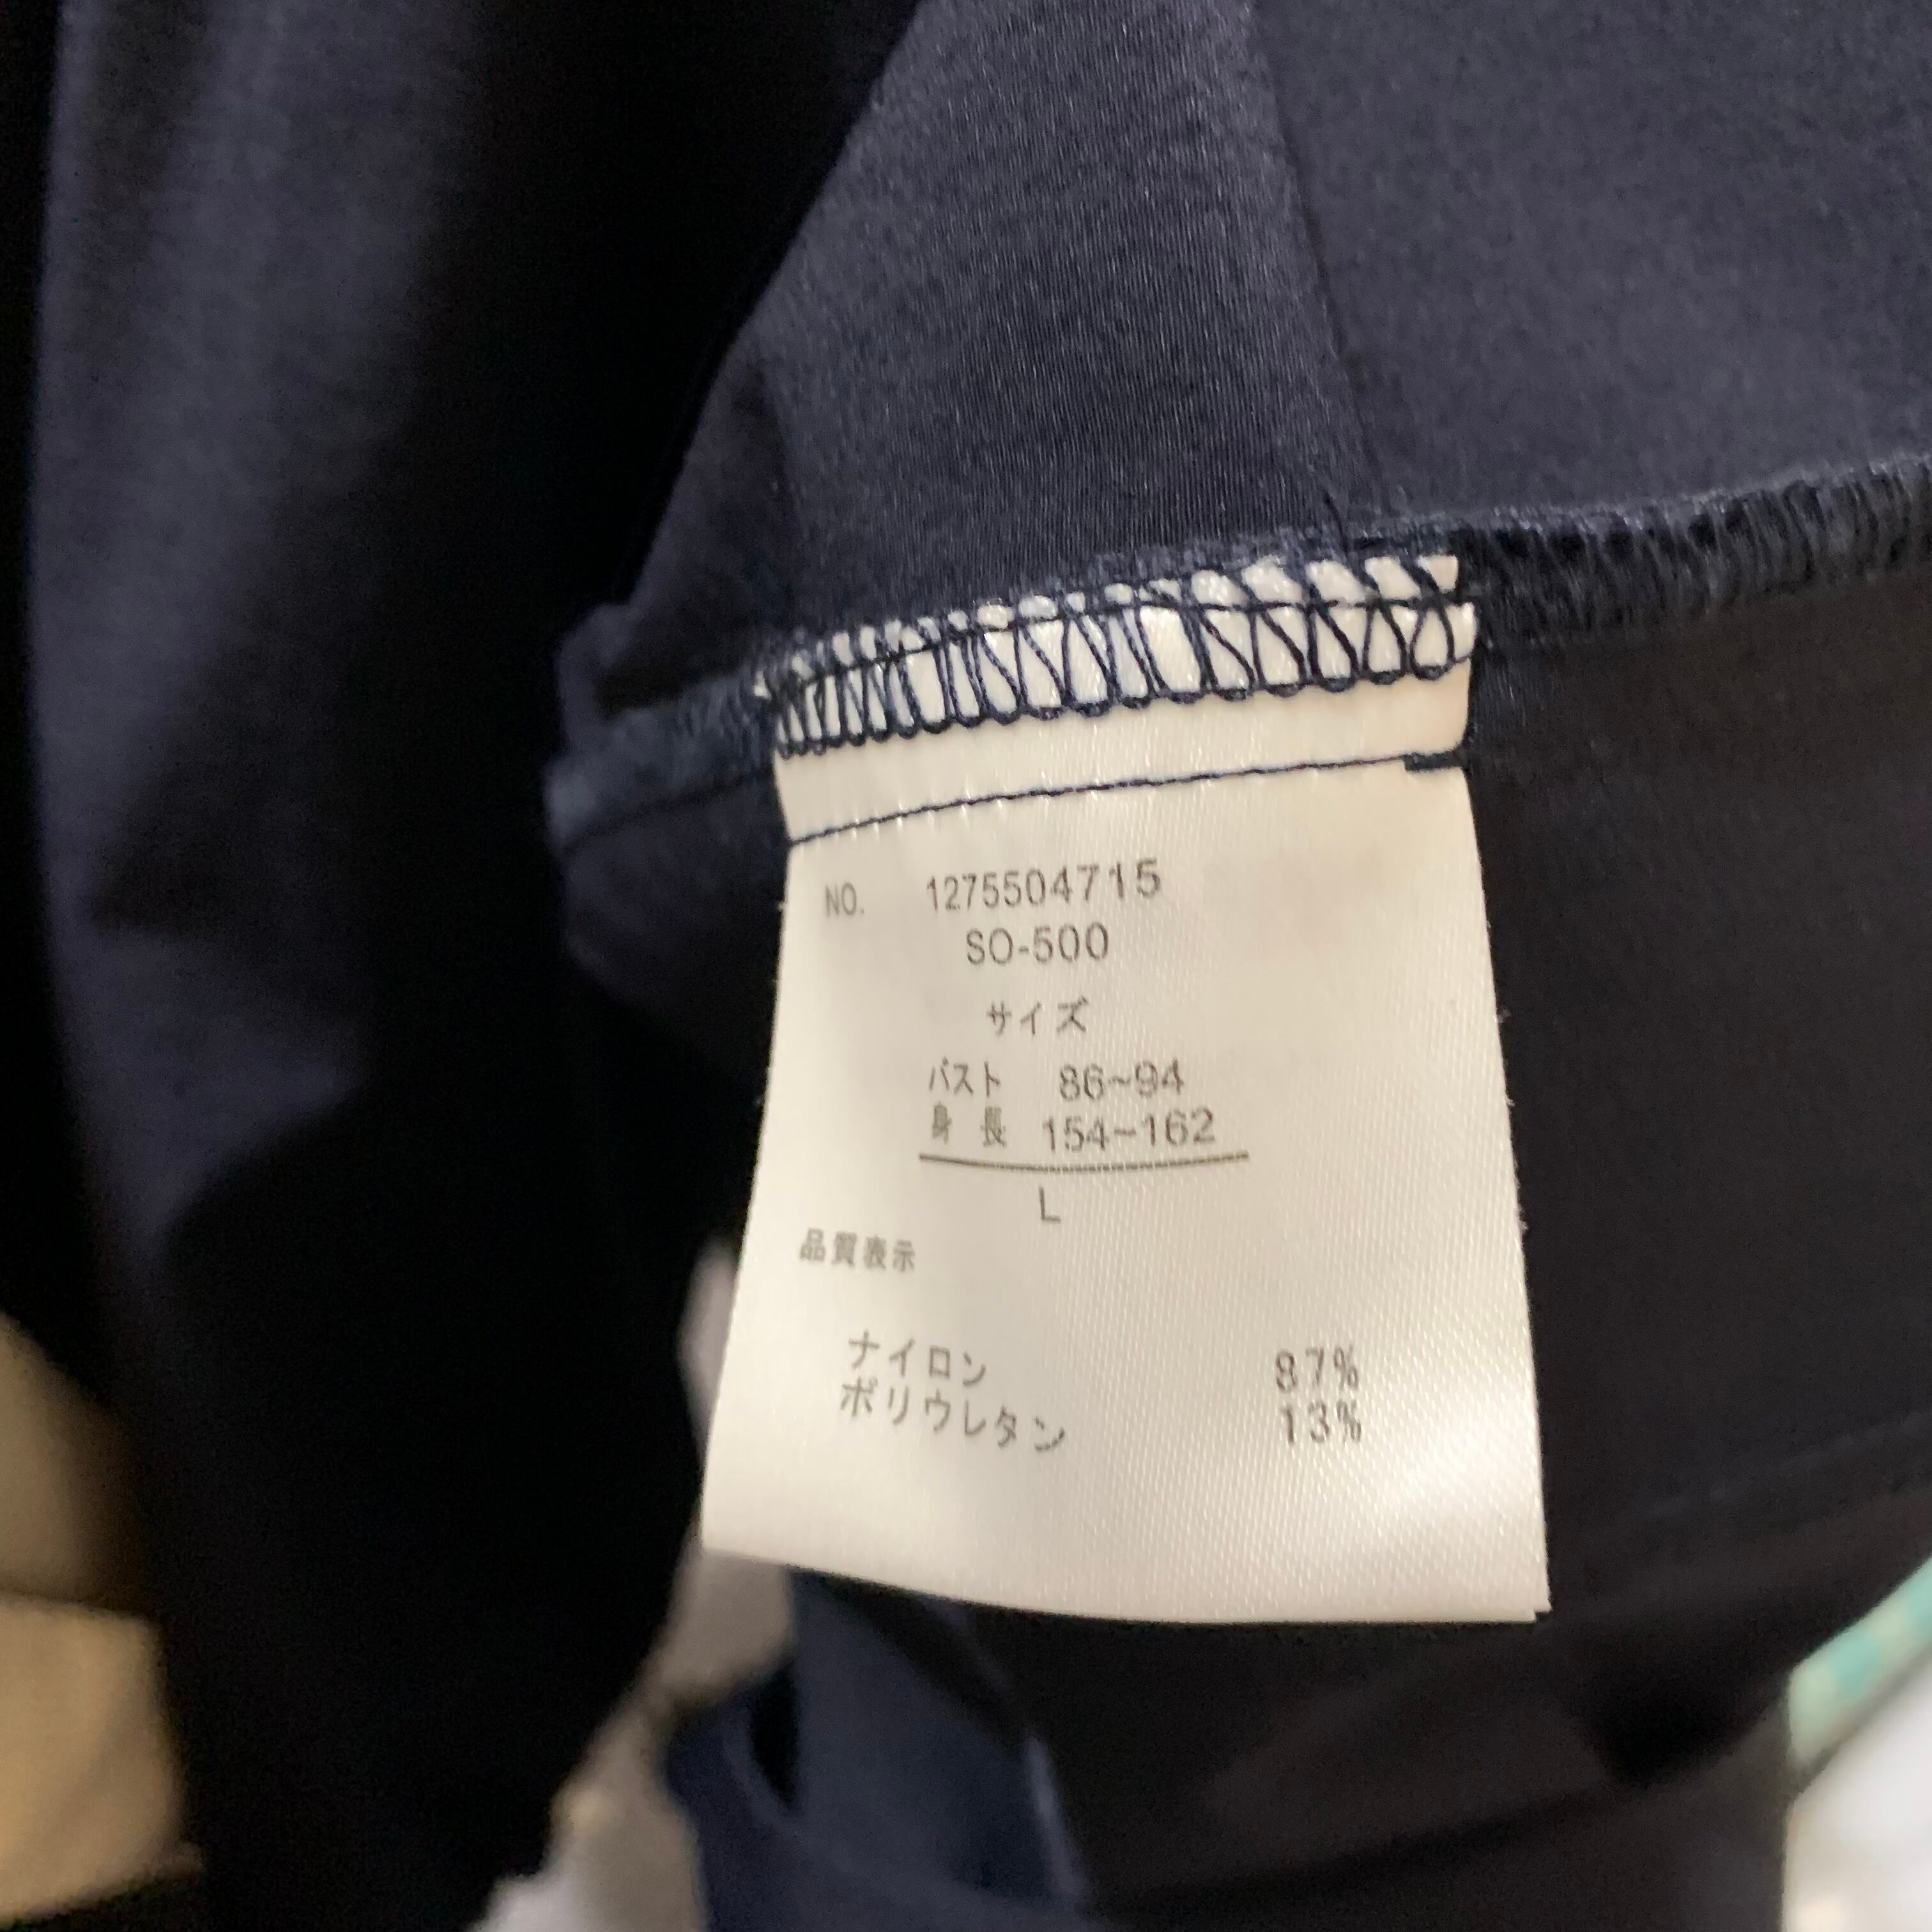 NO. 1275504715
SO-500
サイズ
バスト 86~94
身長 154~162
L
品質表示
ナイロン 87%
ポリウレタン 13%